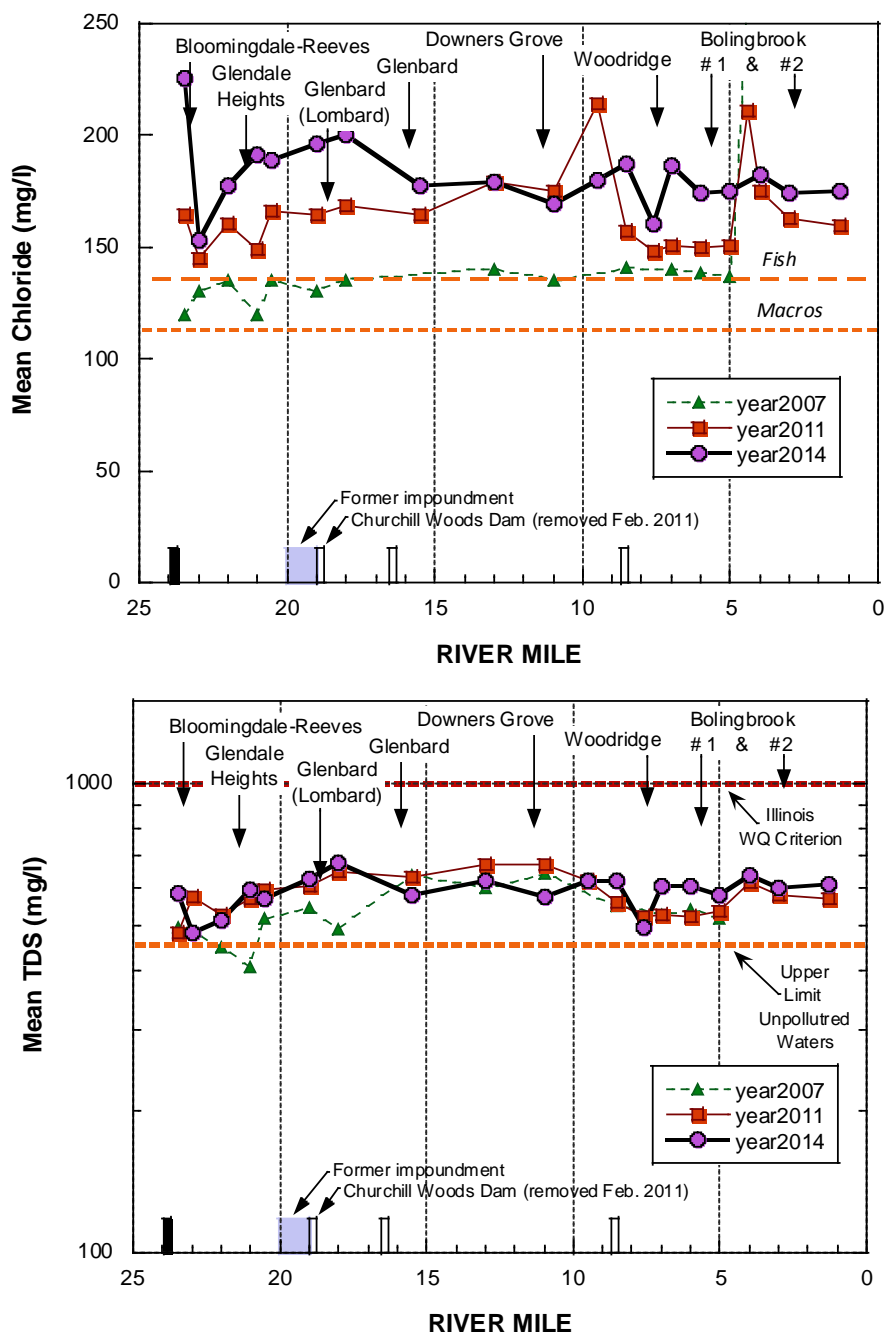 250
200
150
100
50
0
Mean Chloride (mg/l)
Bloomingdale-Reeves
Glendale
Heights
Glenbard
(Lombard)
Glenbard
Downers Grove
Woodridge
Bolingbrook
# 1 & #2
Fish
Macros
year2007
year2011
year2014
Former impoundment
Churchill Woods Dam (removed Feb. 2011)
25 20 15 10 5 0
RIVER MILE
1000
100
Mean TDS (mg/l)
Bloomingdale-Reeves
Glendale
Heights
Glenbard
(Lombard)
Glenbard
Downers Grove
Woodridge
Bolingbrook
# 1 & #2
Illinois
WQ Criterion
Upper
Limit
Unpollutred
Waters
year2007
year2011
year2014
Former impoundment
Churchill Woods Dam (removed Feb. 2011)
25 20 15 10 5 0
RIVER MILE